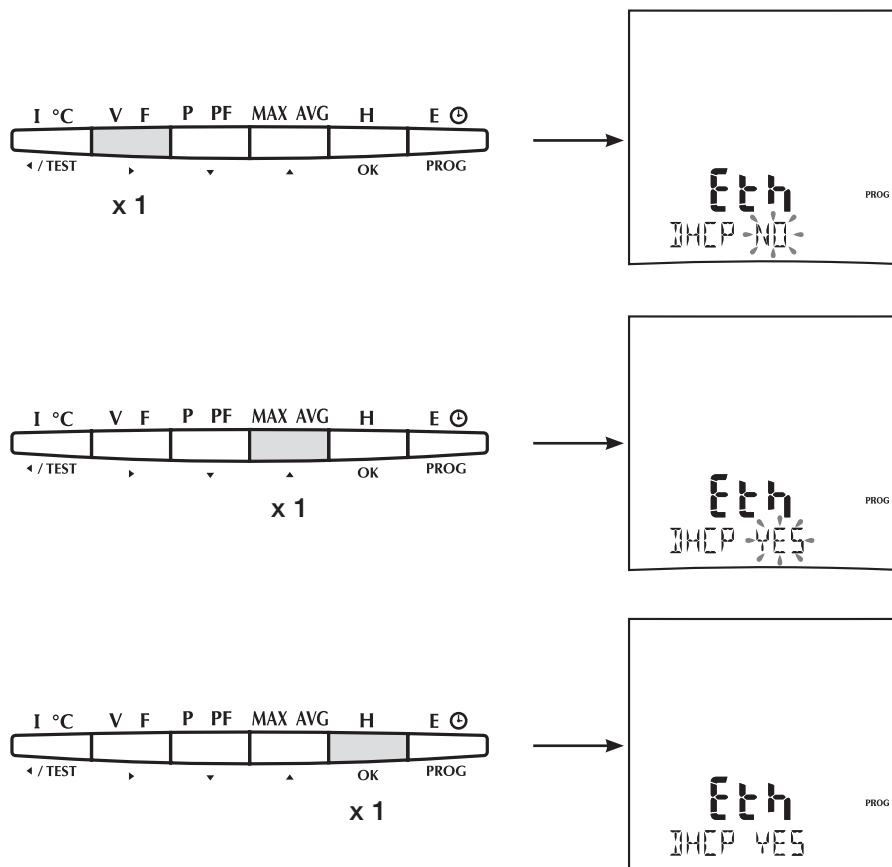 I °C V F P PF MAX AVG H E
/ TEST OK PROG
x 1
Eth
PROG
DHCP NO
I °C V F P PF MAX AVG H E
/ TEST OK PROG
x 1
Eth
PROG
DHCP YES
I °C V F P PF MAX AVG H E
/ TEST OK PROG
x 1
Eth
PROG
DHCP YES